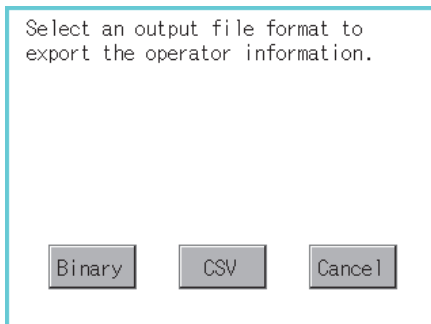 Select an output file format to
export the operator information.
Binary CSV Cancel